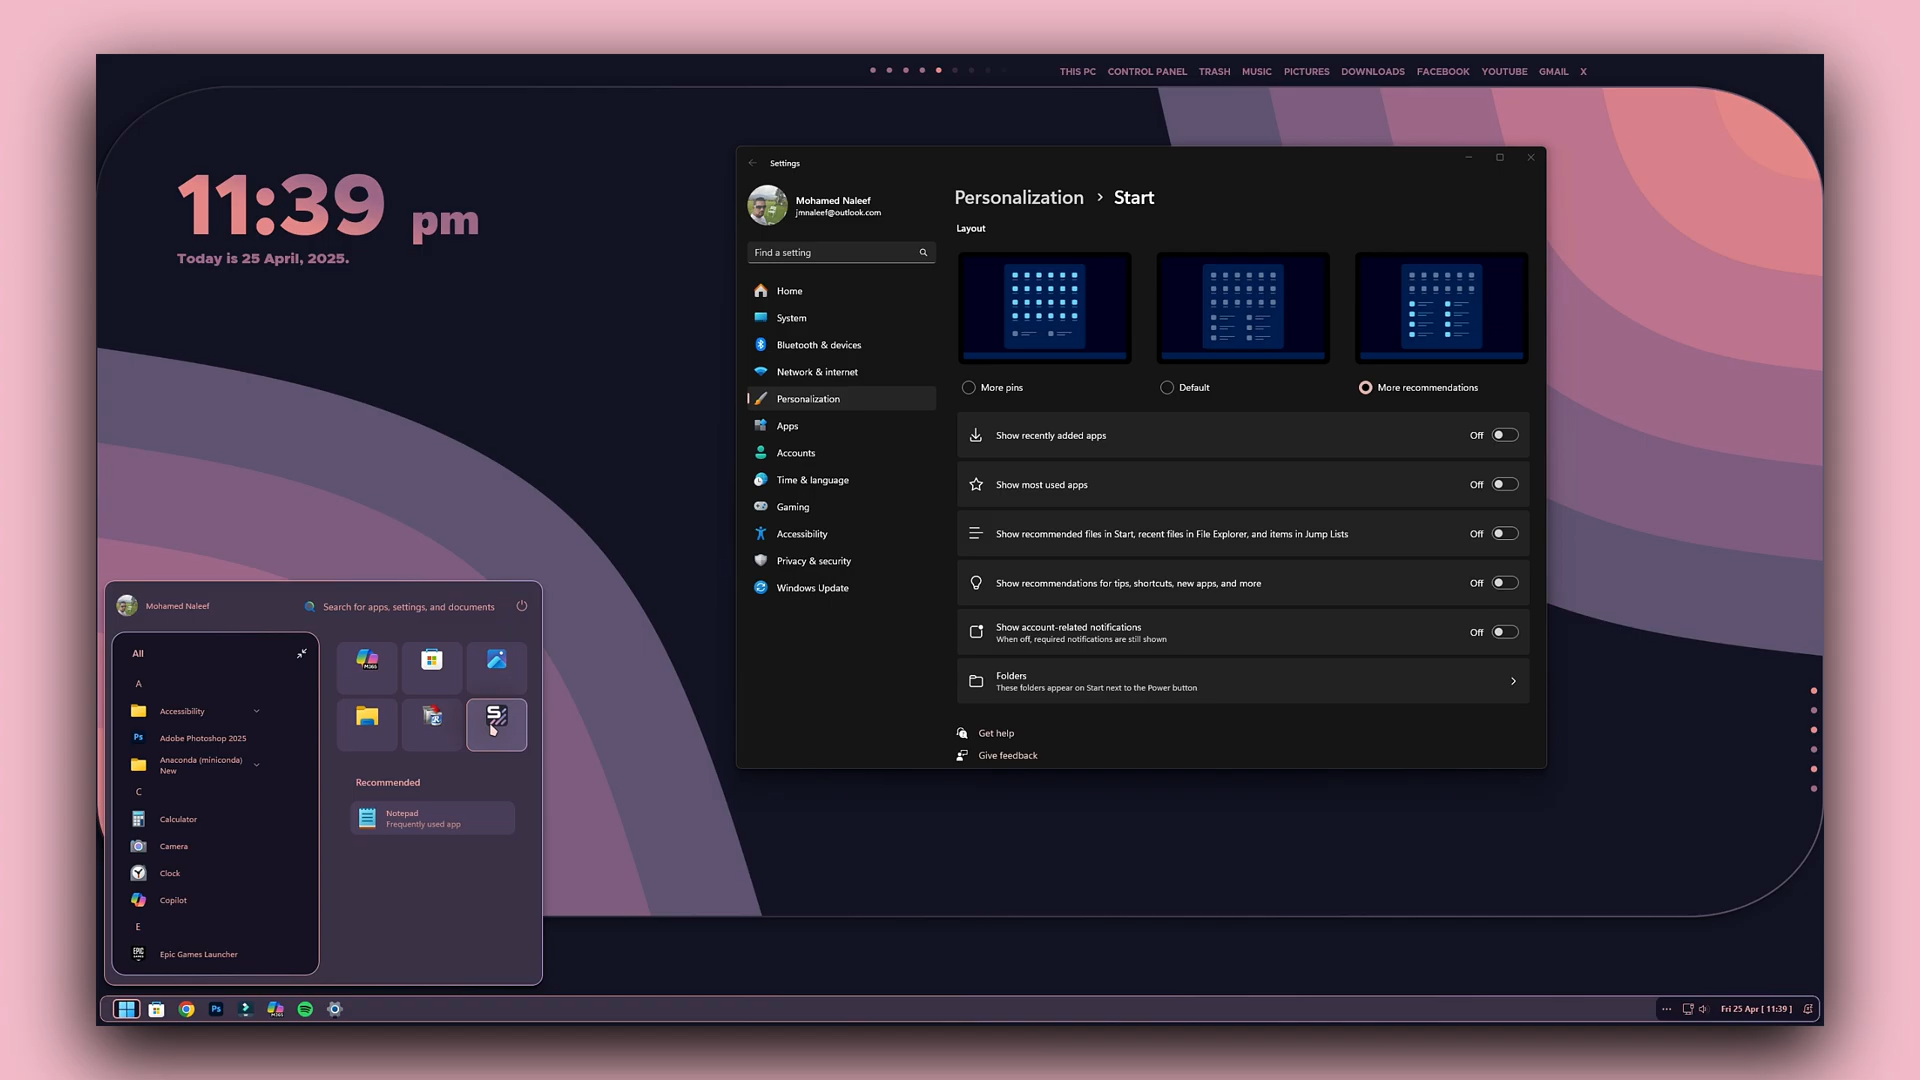 THIS PC CONTROL PANEL TRASH MUSIC PICTURES DOWNLOADS FACEBOOK YOUTUBE GMAIL X
11:39 pm
Today is 25 April, 2025.
Settings
Mohamed Naleef
jmnaleef@outlook.com
Find a setting
Home
System
Bluetooth & devices
Network & internet
Personalization
Apps
Accounts
Time & language
Gaming
Accessibility
Privacy & security
Windows Update
Personalization › Start
Layout
More pins
Default
More recommendations
Show recently added apps Off
Show most used apps Off
Show recommended files in Start, recent files in File Explorer, and items in Jump Lists Off
Show recommendations for tips, shortcuts, new apps, and more Off
Show account-related notifications Off
When off, required notifications are still shown
Folders
These folders appear on Start next to the Power button
Get help
Give feedback
Mohamed Naleef
Search for apps, settings, and documents
All
A
Accessibility
Ps Adobe Photoshop 2025
Anaconda (miniconda)
New
C
Calculator
Camera
Clock
Copilot
E
EPIC Epic Games Launcher
M365
S
Recommended
Notepad
Frequently used app
Ps
M365
Fri 25 Apr [ 11:39 ]